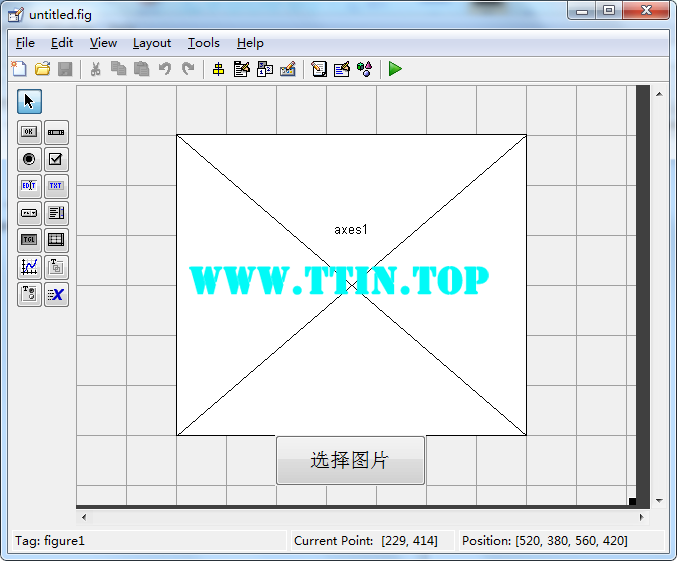 untitled.fig
File Edit View Layout Tools Help
OK
EDIT TXT
TGL
T
T X
axes1
WWW.TTIN.TOP
选择图片
Tag: figure1 Current Point: [229, 414] Position: [520, 380, 560, 420]